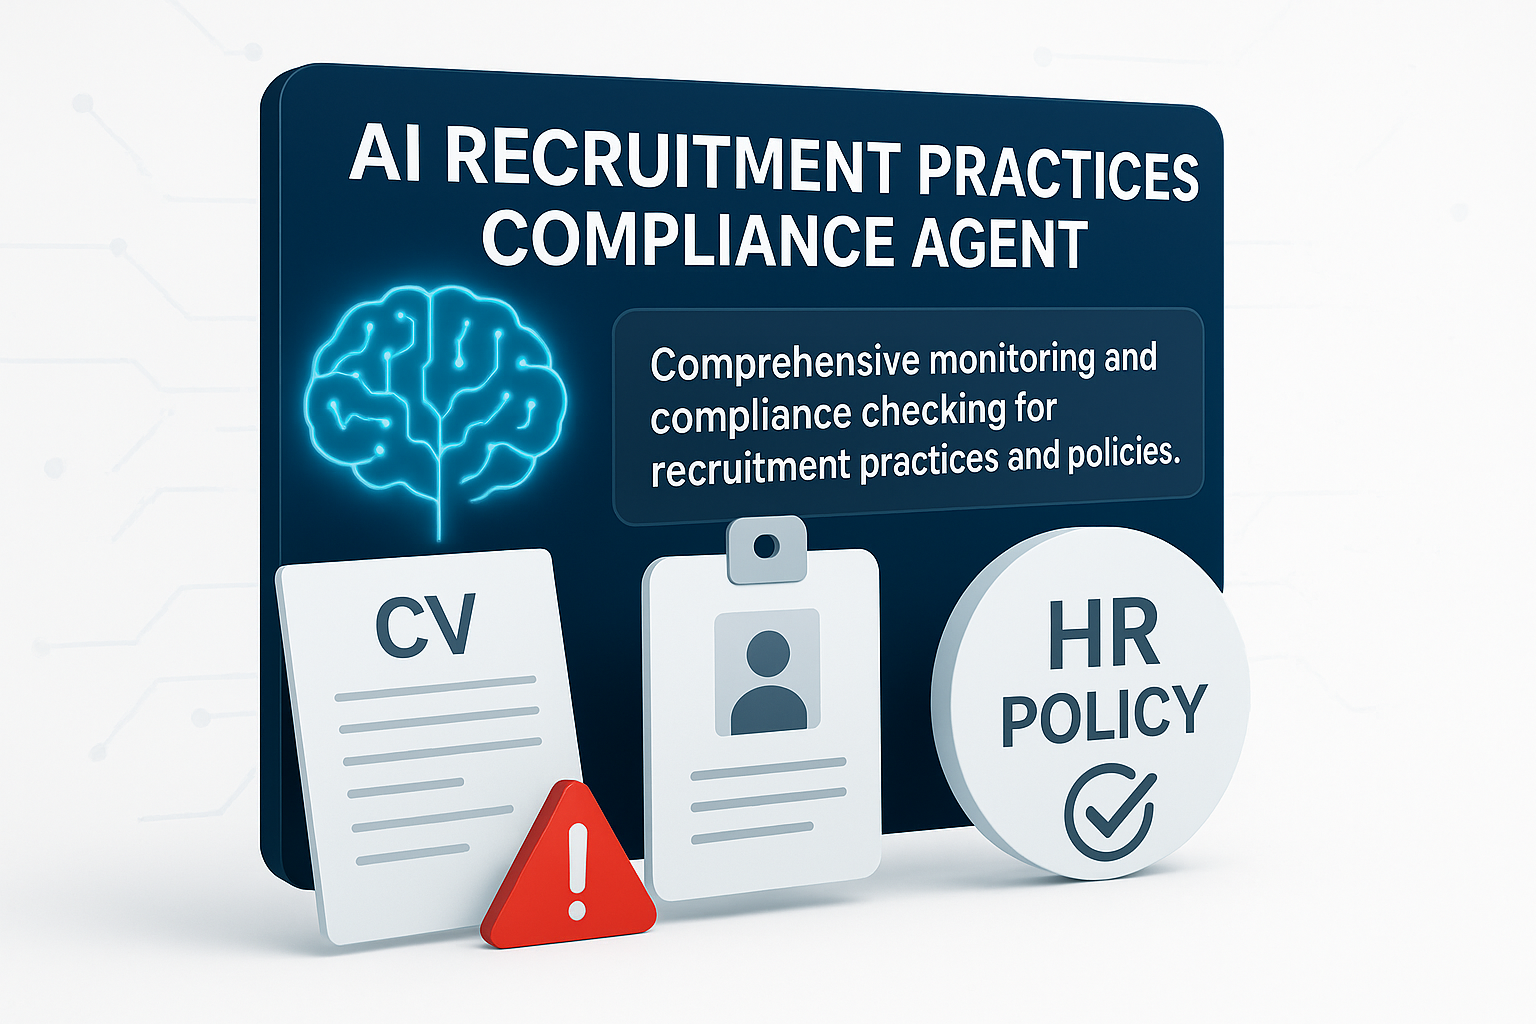 AI RECRUITMENT PRACTICES
COMPLIANCE AGENT
Comprehensive monitoring and
compliance checking for
recruitment practices and policies.
CV
HR
POLICY